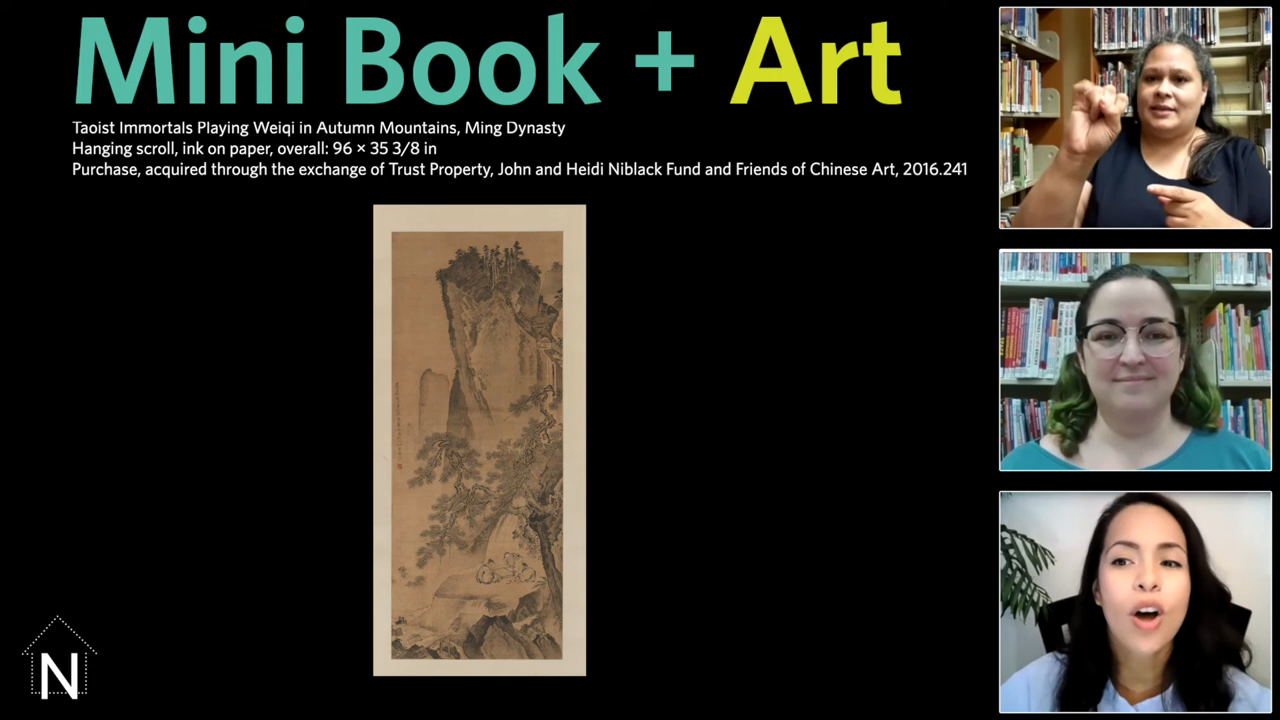 Mini Book + Art
Taoist Immortals Playing Weiqi in Autumn Mountains, Ming Dynasty
Hanging scroll, ink on paper, overall: 96 × 35 3/8 in
Purchase, acquired through the exchange of Trust Property, John and Heidi Niblack Fund and Friends of Chinese Art, 2016.241
N